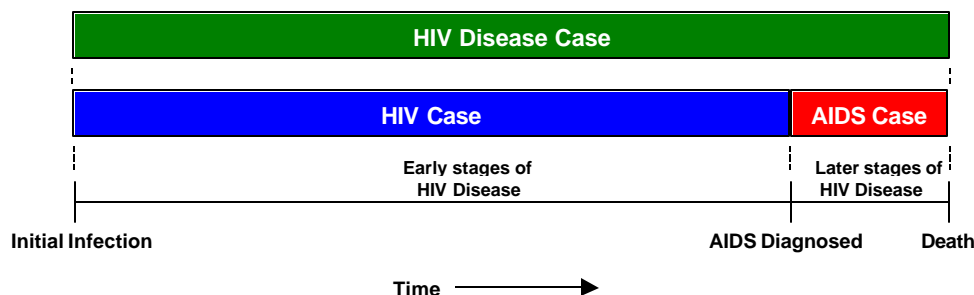 HIV Disease Case
HIV Case
AIDS Case
Early stages of
HIV Disease
Later stages of
HIV Disease
Initial Infection
AIDS Diagnosed
Death
Time